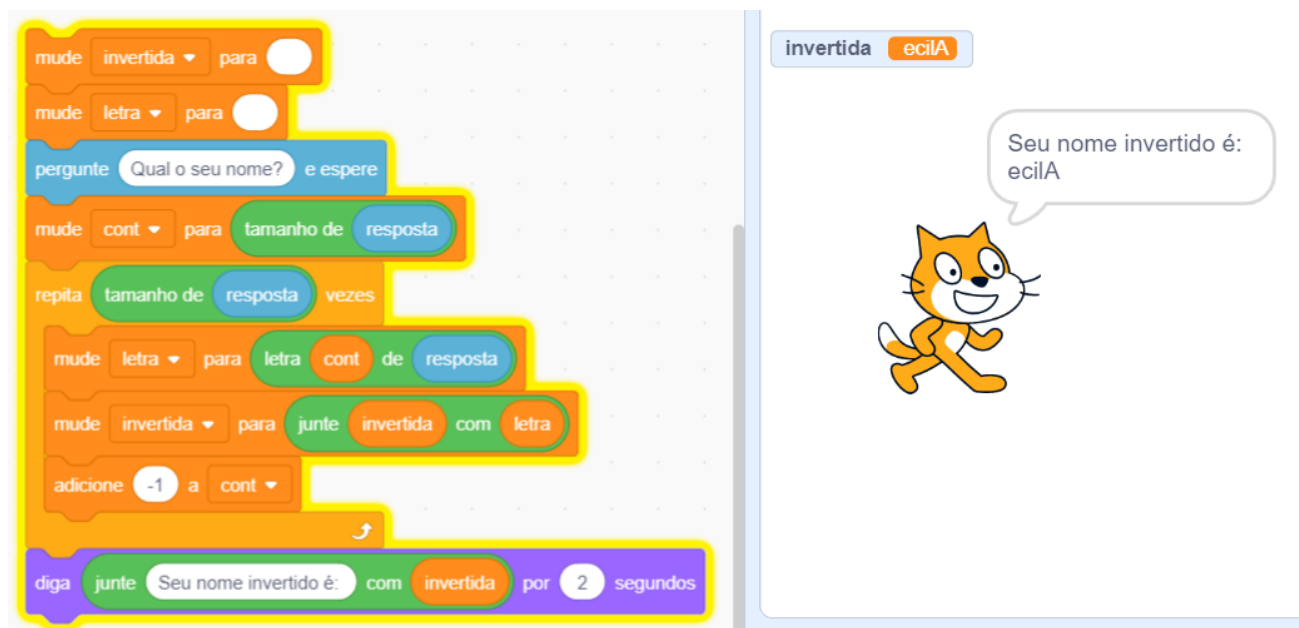 mude invertida para
mude letra para
pergunte Qual o seu nome? e espere
mude cont para tamanho de resposta
repita tamanho de resposta vezes
mude letra para letra cont de resposta
mude invertida para junte invertida com letra
adicione -1 a cont
diga junte Seu nome invertido é: com invertida por 2 segundos
invertida ecilA
Seu nome invertido é:
ecilA